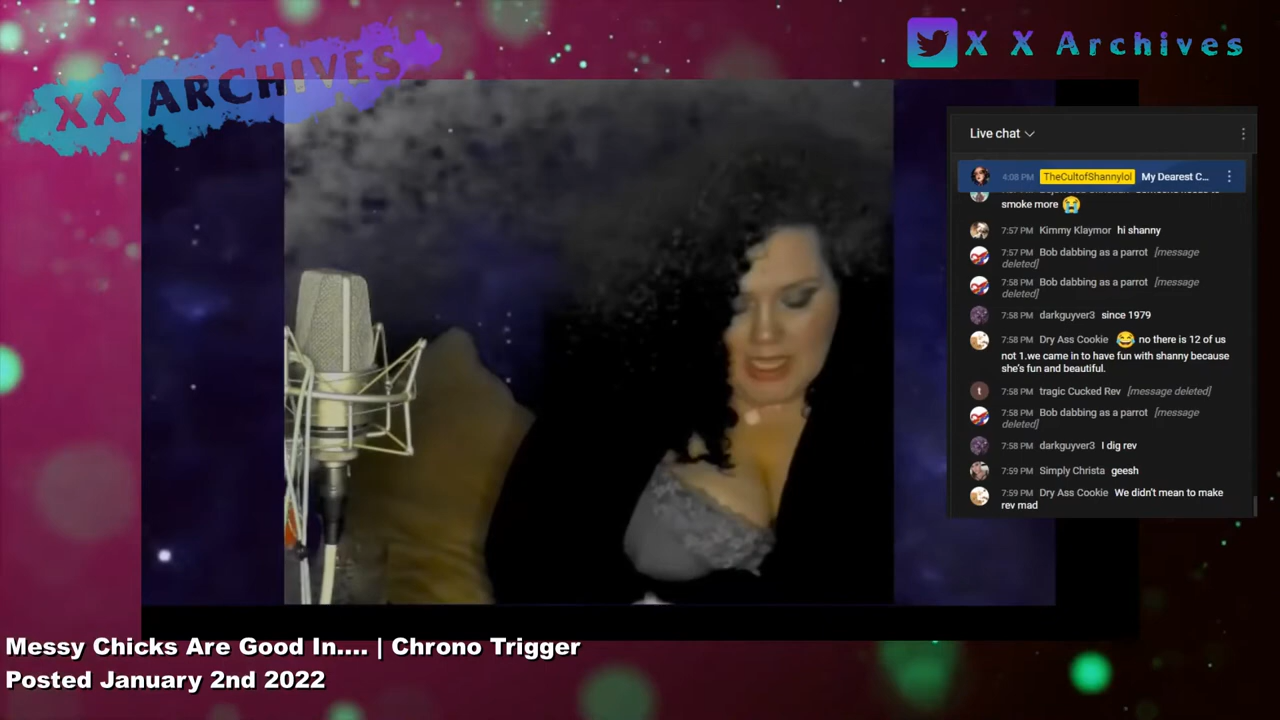 XX ARCHIVES
X X Archives
Live chat
4:08 PM TheCultofShannylol My Dearest C...
smoke more 😭
7:57 PM Kimmy Klaymor hi shanny
7:57 PM Bob dabbing as a parrot [message
deleted]
7:58 PM Bob dabbing as a parrot [message
deleted]
7:58 PM darkguyver3 since 1979
7:58 PM Dry Ass Cookie 😂 no there is 12 of us
not 1.we came in to have fun with shanny because
she's fun and beautiful.
t 7:58 PM tragic Cucked Rev [message deleted]
7:58 PM Bob dabbing as a parrot [message
deleted]
7:58 PM darkguyver3 I dig rev
7:59 PM Simply Christa geesh
7:59 PM Dry Ass Cookie We didn't mean to make
rev mad
Messy Chicks Are Good In.... | Chrono Trigger
Posted January 2nd 2022